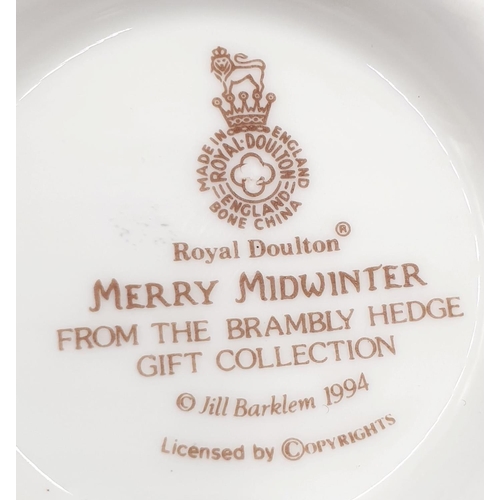 MADE IN ENGLAND
ROYAL·DOULTON
ENGLAND
BONE CHINA
Royal Doulton®
MERRY MIDWINTER
FROM THE BRAMBLY HEDGE
GIFT COLLECTION
© Jill Barklem 1994
Licensed by ©OPYRIGHTS